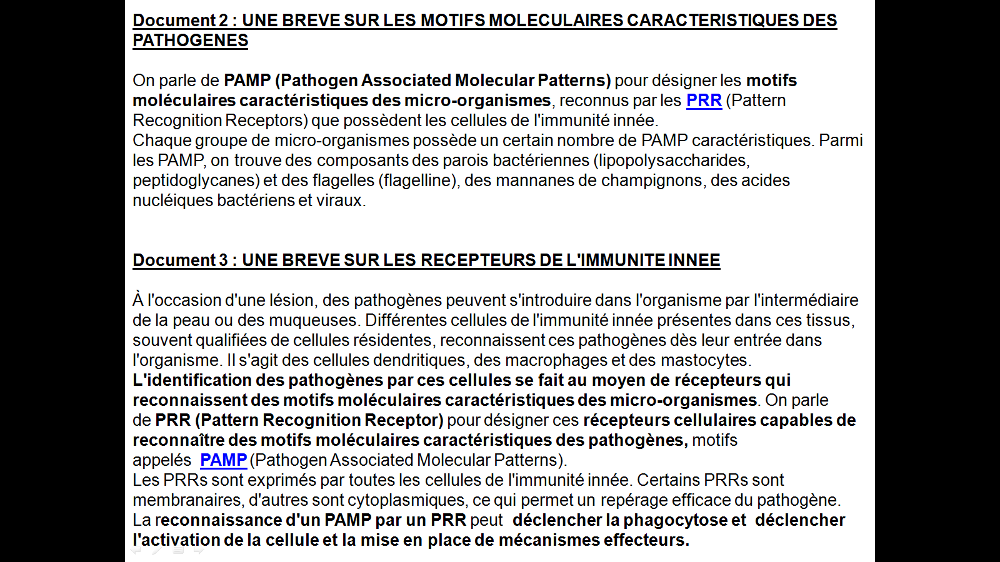 Document 2 : UNE BREVE SUR LES MOTIFS MOLECULAIRES CARACTERISTIQUES DES
PATHOGENES
On parle de PAMP (Pathogen Associated Molecular Patterns) pour désigner les motifs
moléculaires caractéristiques des micro-organismes, reconnus par les PRR (Pattern
Recognition Receptors) que possèdent les cellules de l'immunité innée.
Chaque groupe de micro-organismes possède un certain nombre de PAMP caractéristiques. Parmi
les PAMP, on trouve des composants des parois bactériennes (lipopolysaccharides,
peptidoglycanes) et des flagelles (flagelline), des mannanes de champignons, des acides
nucléiques bactériens et viraux.
Document 3 : UNE BREVE SUR LES RECEPTEURS DE L'IMMUNITE INNEE
À l'occasion d'une lésion, des pathogènes peuvent s'introduire dans l'organisme par l'intermédiaire
de la peau ou des muqueuses. Différentes cellules de l'immunité innée présentes dans ces tissus,
souvent qualifiées de cellules résidentes, reconnaissent ces pathogènes dès leur entrée dans
l'organisme. Il s'agit des cellules dendritiques, des macrophages et des mastocytes.
L'identification des pathogènes par ces cellules se fait au moyen de récepteurs qui
reconnaissent des motifs moléculaires caractéristiques des micro-organismes. On parle
de PRR (Pattern Recognition Receptor) pour désigner ces récepteurs cellulaires capables de
reconnaître des motifs moléculaires caractéristiques des pathogènes, motifs
appelés PAMP (Pathogen Associated Molecular Patterns).
Les PRRs sont exprimés par toutes les cellules de l'immunité innée. Certains PRRs sont
membranaires, d'autres sont cytoplasmiques, ce qui permet un repérage efficace du pathogène.
La reconnaissance d'un PAMP par un PRR peut déclencher la phagocytose et déclencher
l'activation de la cellule et la mise en place de mécanismes effecteurs.